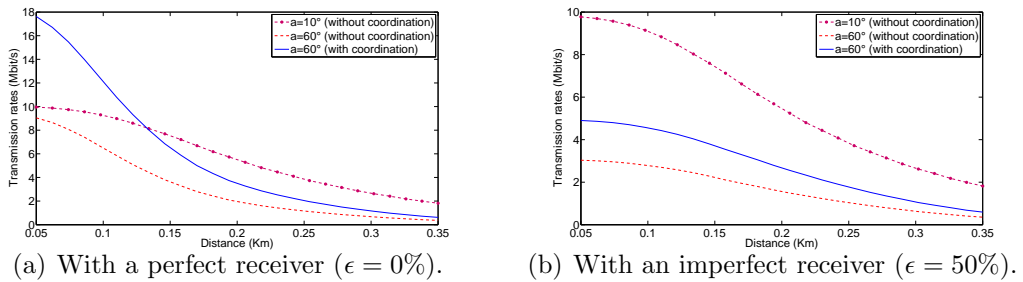 18
16
14
12
10
8
6
4
2
0
Transmission rates (Mbit/s)
a=10° (without coordination)
a=60° (without coordination)
a=60° (with coordination)
0.05 0.1 0.15 0.2 0.25 0.3 0.35
Distance (Km)
(a) With a perfect receiver (ϵ = 0%).
10
8
6
4
2
0
Transmission rates (Mbit/s)
a=10° (without coordination)
a=60° (without coordination)
a=60° (with coordination)
0.05 0.1 0.15 0.2 0.25 0.3 0.35
Distance (Km)
(b) With an imperfect receiver (ϵ = 50%).